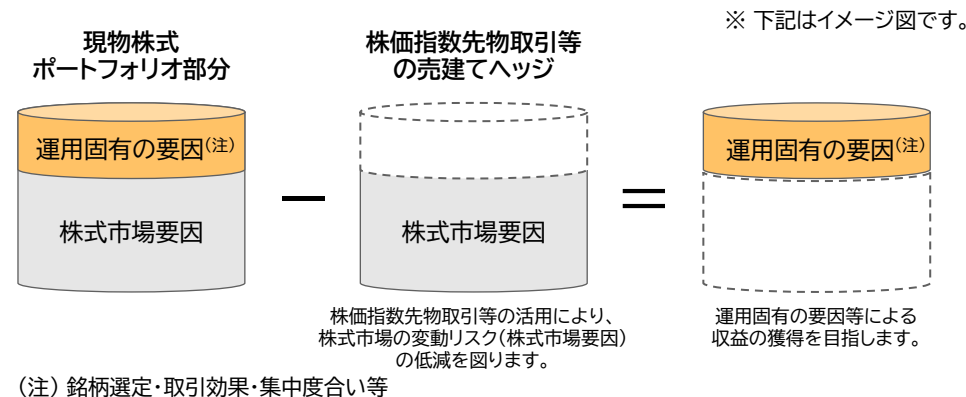 ※ 下記はイメージ図です。
現物株式
ポートフォリオ部分
株価指数先物取引等
の売建てヘッジ
運用固有の要因(注)
株式市場要因
－
株式市場要因
＝
運用固有の要因(注)
株価指数先物取引等の活用により、
株式市場の変動リスク(株式市場要因)
の低減を図ります。
運用固有の要因等による
収益の獲得を目指します。
(注) 銘柄選定・取引効果・集中度合い等